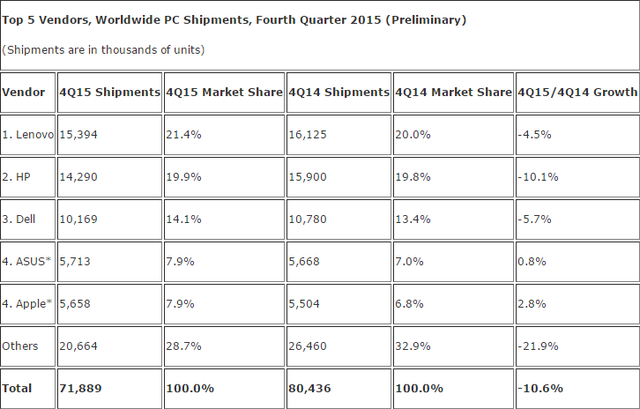 Top 5 Vendors, Worldwide PC Shipments, Fourth Quarter 2015 (Preliminary)
(Shipments are in thousands of units)
Vendor 4Q15 Shipments 4Q15 Market Share 4Q14 Shipments 4Q14 Market Share 4Q15/4Q14 Growth
1. Lenovo 15,394 21.4% 16,125 20.0% -4.5%
2. HP 14,290 19.9% 15,900 19.8% -10.1%
3. Dell 10,169 14.1% 10,780 13.4% -5.7%
4. ASUS* 5,713 7.9% 5,668 7.0% 0.8%
4. Apple* 5,658 7.9% 5,504 6.8% 2.8%
Others 20,664 28.7% 26,460 32.9% -21.9%
Total 71,889 100.0% 80,436 100.0% -10.6%